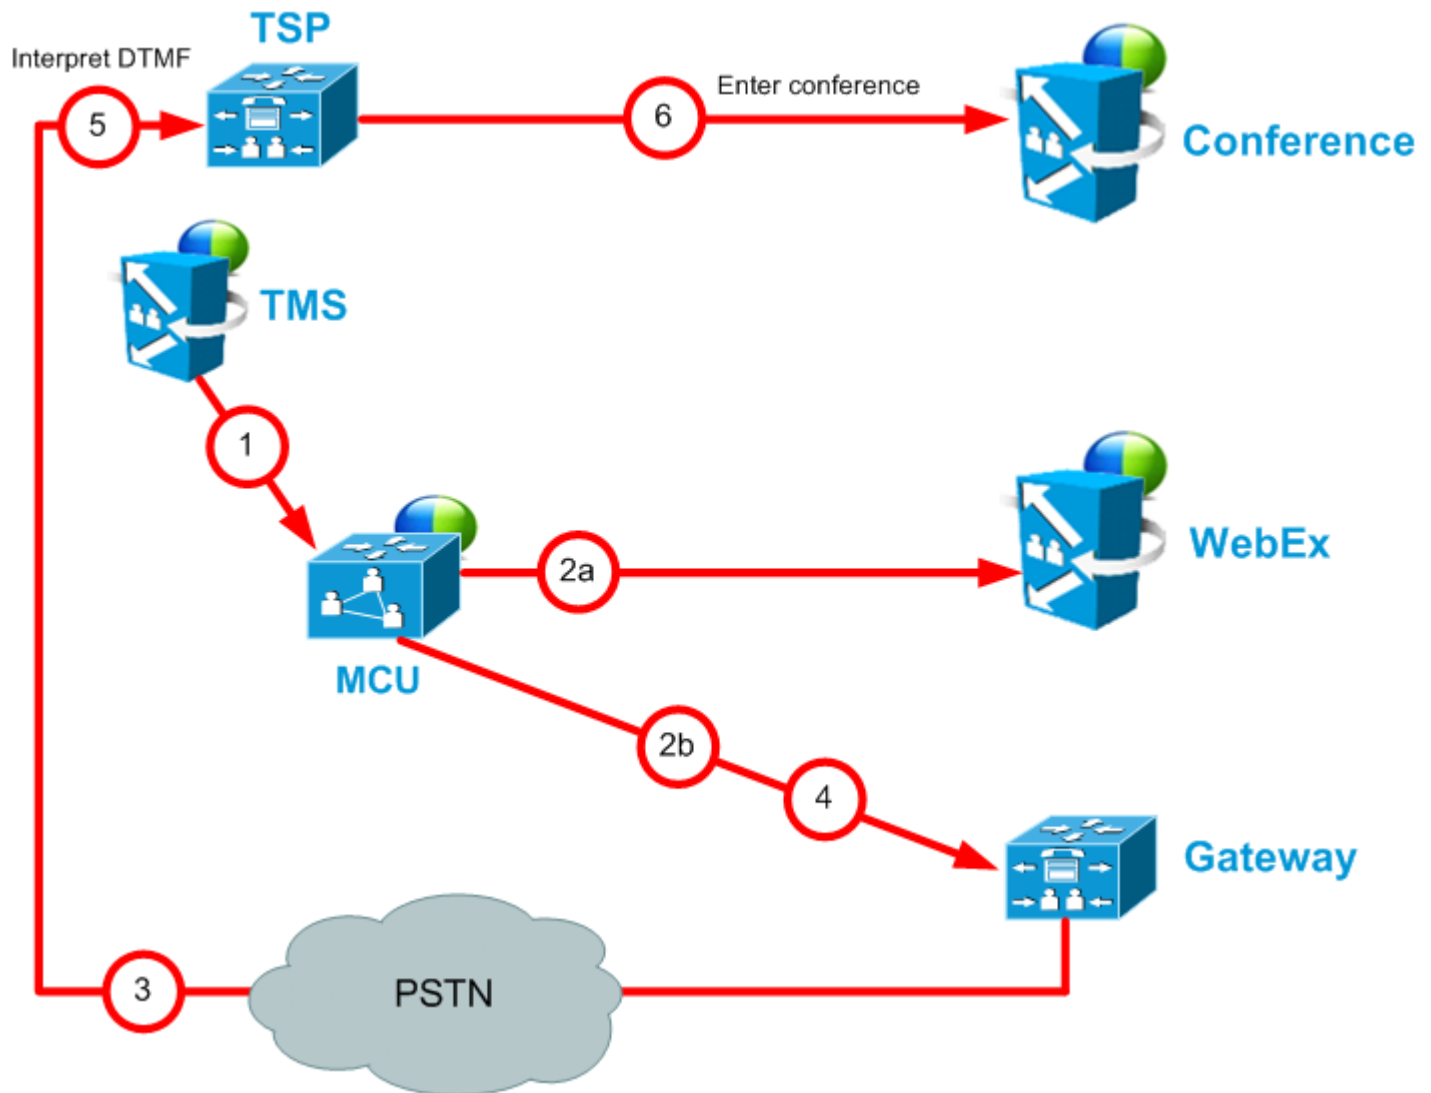 TSP
Interpret DTMF
5
6
Enter conference
Conference
TMS
1
2a
WebEx
MCU
2b
4
Gateway
3
PSTN